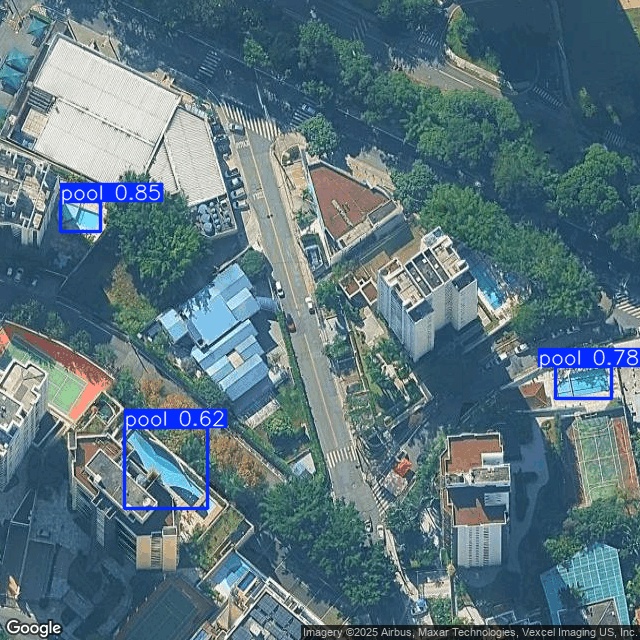 pool 0.85
pool 0.78
pool 0.62
Google
Imagery ©2025 Airbus, Maxar Technologies, Vexcel Imaging US, Inc